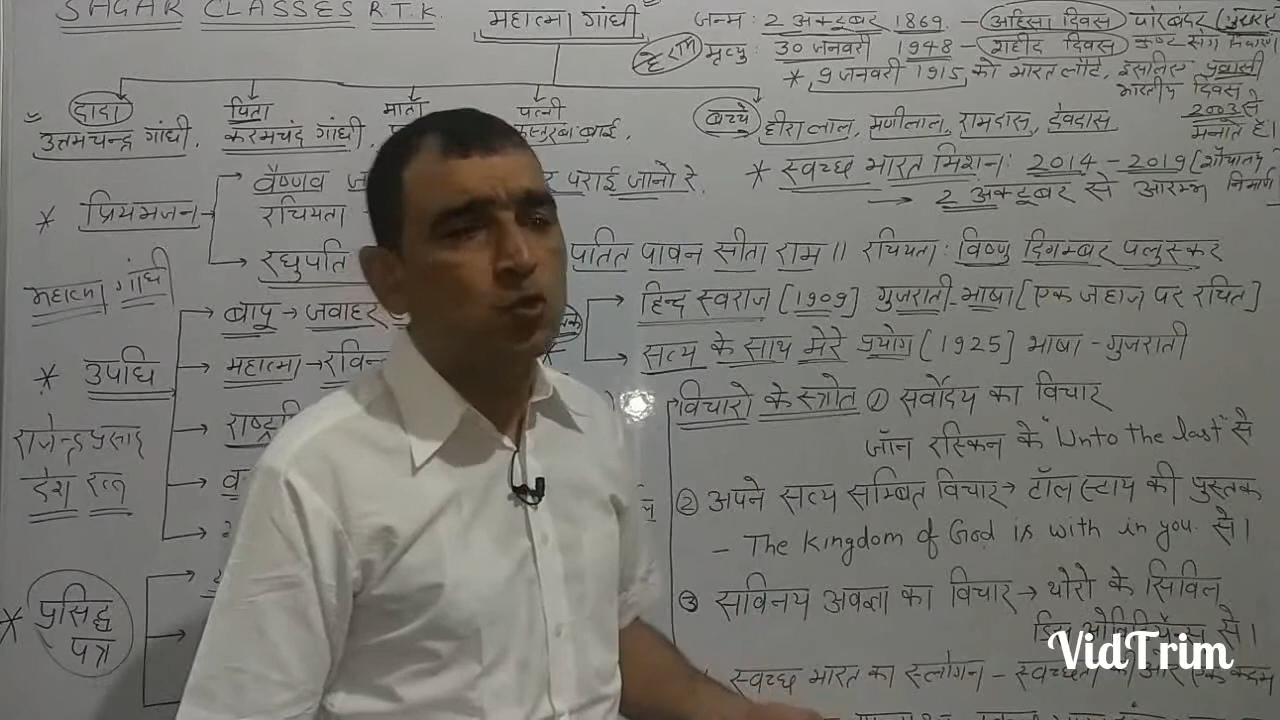 SAGAR CLASSES R.T.K.
महात्मा गांधी
जन्म: 2 अक्टूबर 1869 - अहिंसा दिवस पोरबंदर
हे राम मृत्यु: 30 जनवरी 1948 - शहीद दिवस
* 9 जनवरी 1915 को भारत लौटे, इसलिए प्रवासी
भारतीय दिवस
2003 से
मनाते हैं।
दादा
पिता
माता
पत्नी
बच्चे
उत्तमचन्द्र गांधी,
करमचंद गांधी,
कस्तूरबा बाई,
हीरालाल, मणीलाल, रामदास, देवदास
* स्वच्छ भारत मिशन: 2014 - 2019 [शौचालय
निर्माण
→ 2 अक्टूबर से आरम्भ
* प्रियभजन
वैष्णव
पराई जानो रे.
रचियता
रघुपति
पतित पावन सीता राम॥ रचियता: विष्णु दिगम्बर पलुस्कर
महात्मा गांधी
* उपाधि
बापू → जवाहर
महात्मा →
राजेन्द्र प्रसाद
देश रत्न
हिन्द स्वराज [1909] गुजराती-भाषा [एक जहाज पर रचित]
सत्य के साथ मेरे प्रयोग [1925] भाषा - गुजराती
विचारो के स्त्रोत ① सर्वोदय का विचार
जॉन रस्किन के "Unto the last" से
② अपने सत्य सम्बित विचार → टॉलस्टाय की पुस्तक
- The Kingdom of God is with in you. से।
③ सविनय अवज्ञा का विचार → थोरो के सिविल
से।
* प्रसिद्ध
पत्र
स्वच्छ भारत का स्लोगन - स्वच्छता की ओर एक कदम
VidTrim